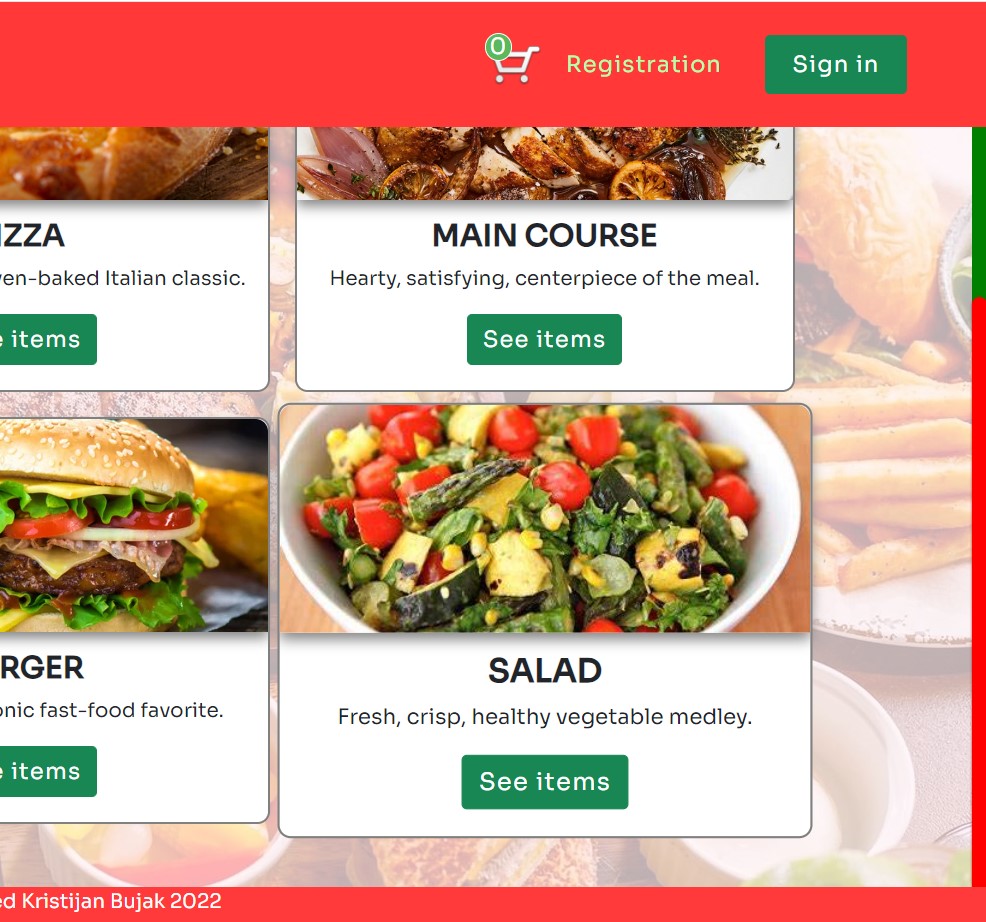 0
Registration
Sign in
IZZA
ven-baked Italian classic.
e items
MAIN COURSE
Hearty, satisfying, centerpiece of the meal.
See items
RGER
onic fast-food favorite.
e items
SALAD
Fresh, crisp, healthy vegetable medley.
See items
ed Kristijan Bujak 2022